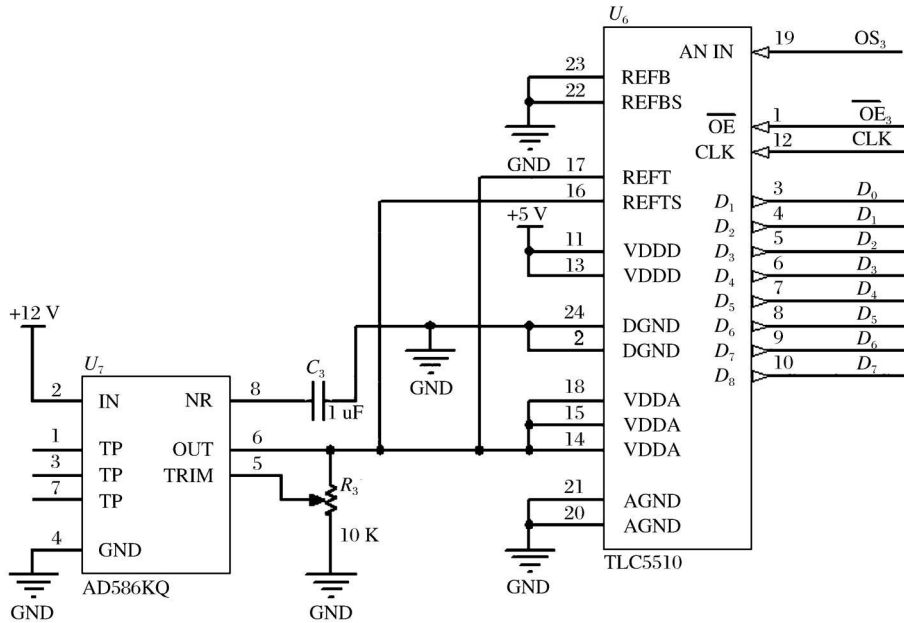 U6
AN IN 19 OS3
23 REFB
22 REFBS
GND
OE 1 OE3
CLK 12 CLK
17 REFT
16 REFTS
D1 3 D0
+5 V
D2 4 D1
11 VDDD
D3 5 D2
13 VDDD
D4 6 D3
D5 7 D4
+12 V
24 DGND
D6 8 D5
2 DGND
D7 9 D6
GND
D8 10 D7
U7
C3
2 IN
NR 8
1 uF
18 VDDA
15 VDDA
14 VDDA
1 TP
OUT 6
3 TP
TRIM 5
7 TP
R3
10 K
21 AGND
20 AGND
4 GND
GND
AD586KQ
GND
GND
TLC5510